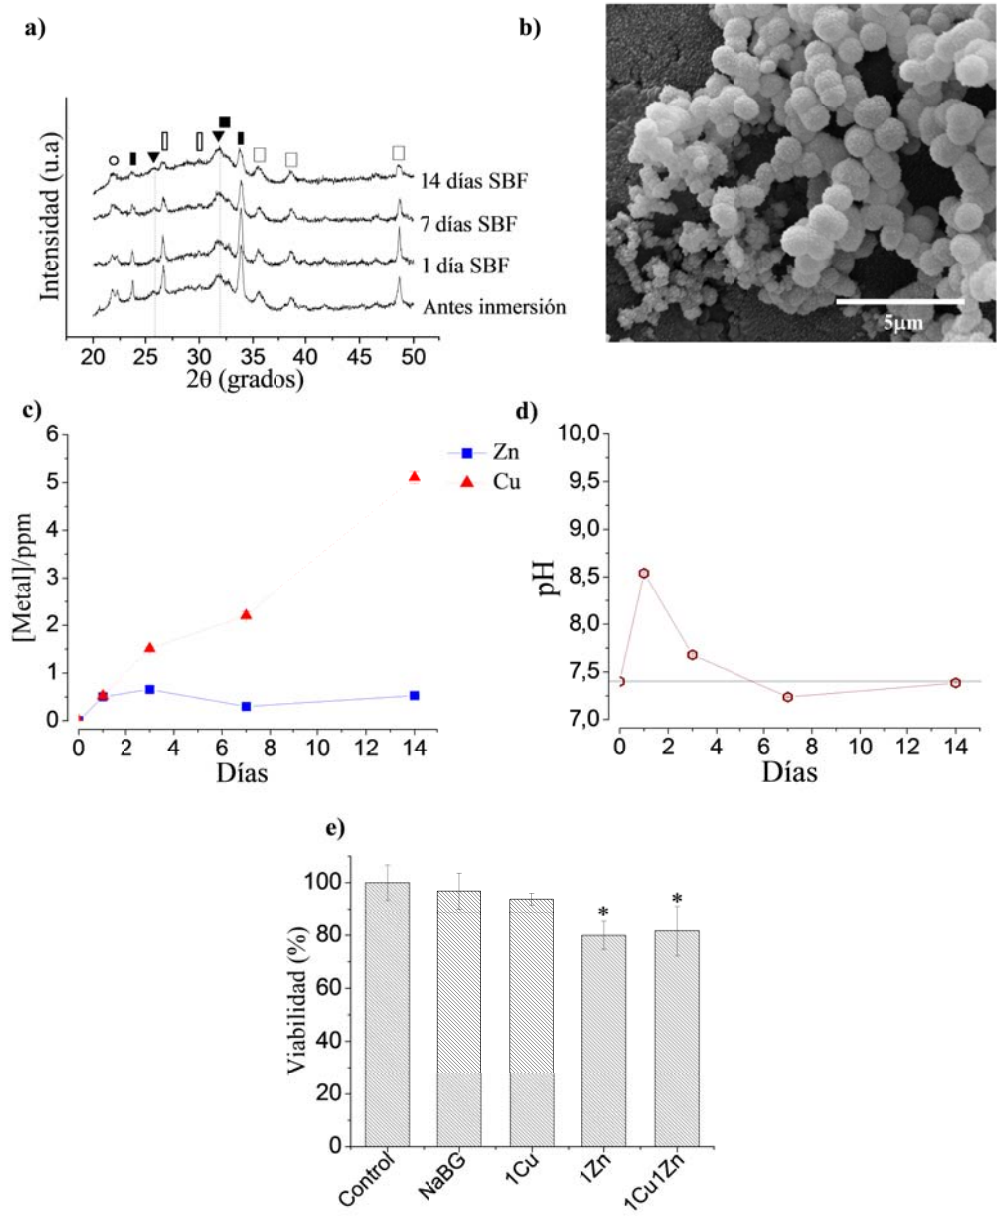 a)
Intensidad (u.a)
14 días SBF
7 días SBF
1 día SBF
Antes inmersión
20 25 30 35 40 45 50
2θ (grados)
b)
5μm
c)
6
5
4
3
2
1
0
[Metal]/ppm
Zn
Cu
0 2 4 6 8 10 12 14
Días
d)
10,0
9,5
9,0
8,5
8,0
7,5
7,0
pH
0 2 4 6 8 10 12 14
Días
e)
100
80
60
40
20
0
Viabilidad (%)
* *
Control NaBG 1Cu 1Zn 1Cu1Zn